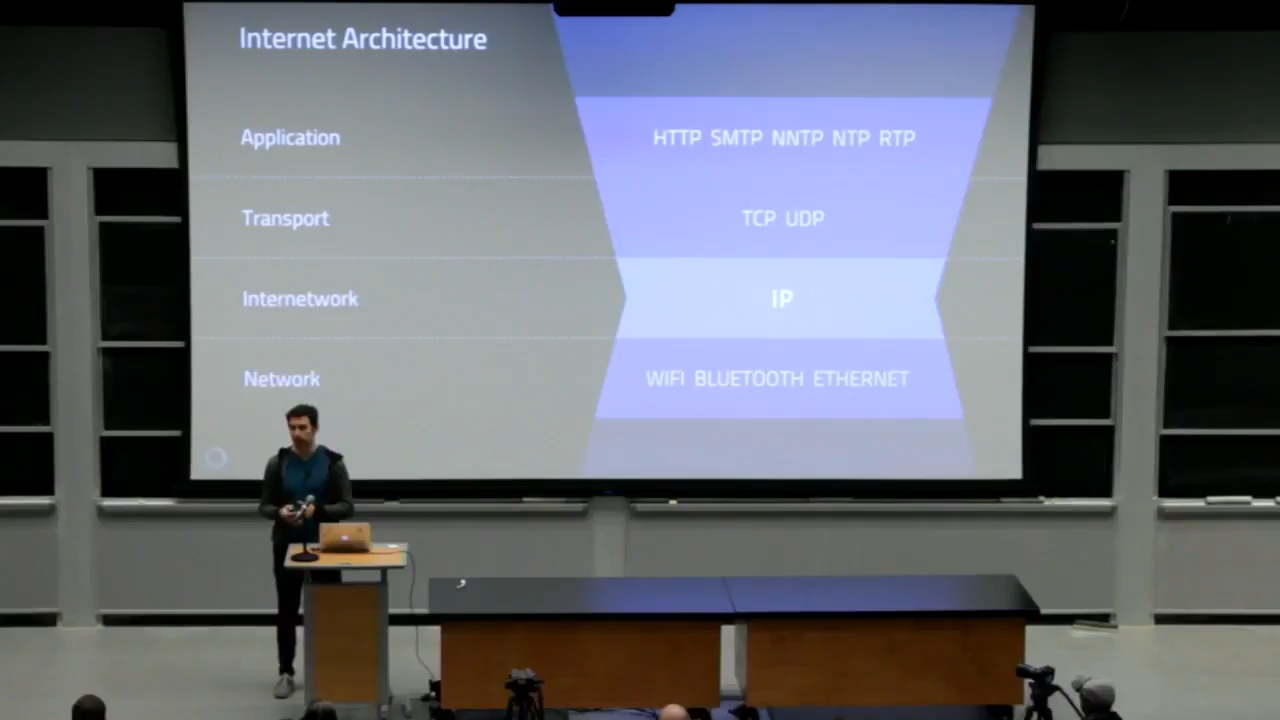 Internet Architecture
Application HTTP SMTP NNTP NTP RTP
Transport TCP UDP
Internetwork IP
Network WIFI BLUETOOTH ETHERNET